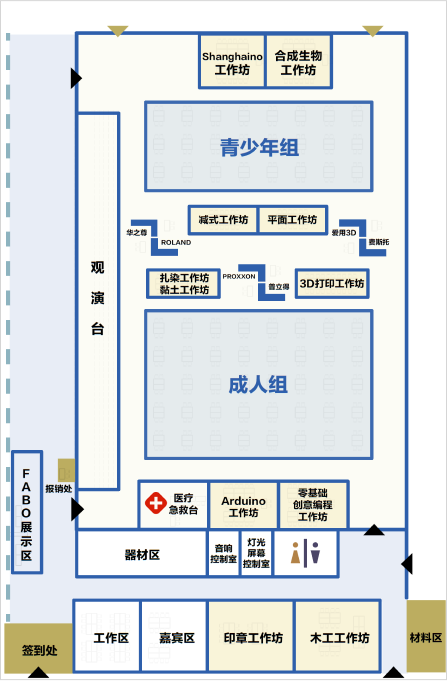 Shanghaino
工作坊
合成生物
工作坊
青少年组
减式工作坊
平面工作坊
华之尊
ROLAND
爱用3D
麦斯托
观
演
台
扎染工作坊
黏土工作坊
PROXXON
普立得
3D打印工作坊
成人组
FABO展示区
报销处
医疗
急救台
Arduino
工作坊
零基础
创意编程
工作坊
器材区
音响
控制室
灯光
屏幕
控制室
签到处
工作区
嘉宾区
印章工作坊
木工工作坊
材料区